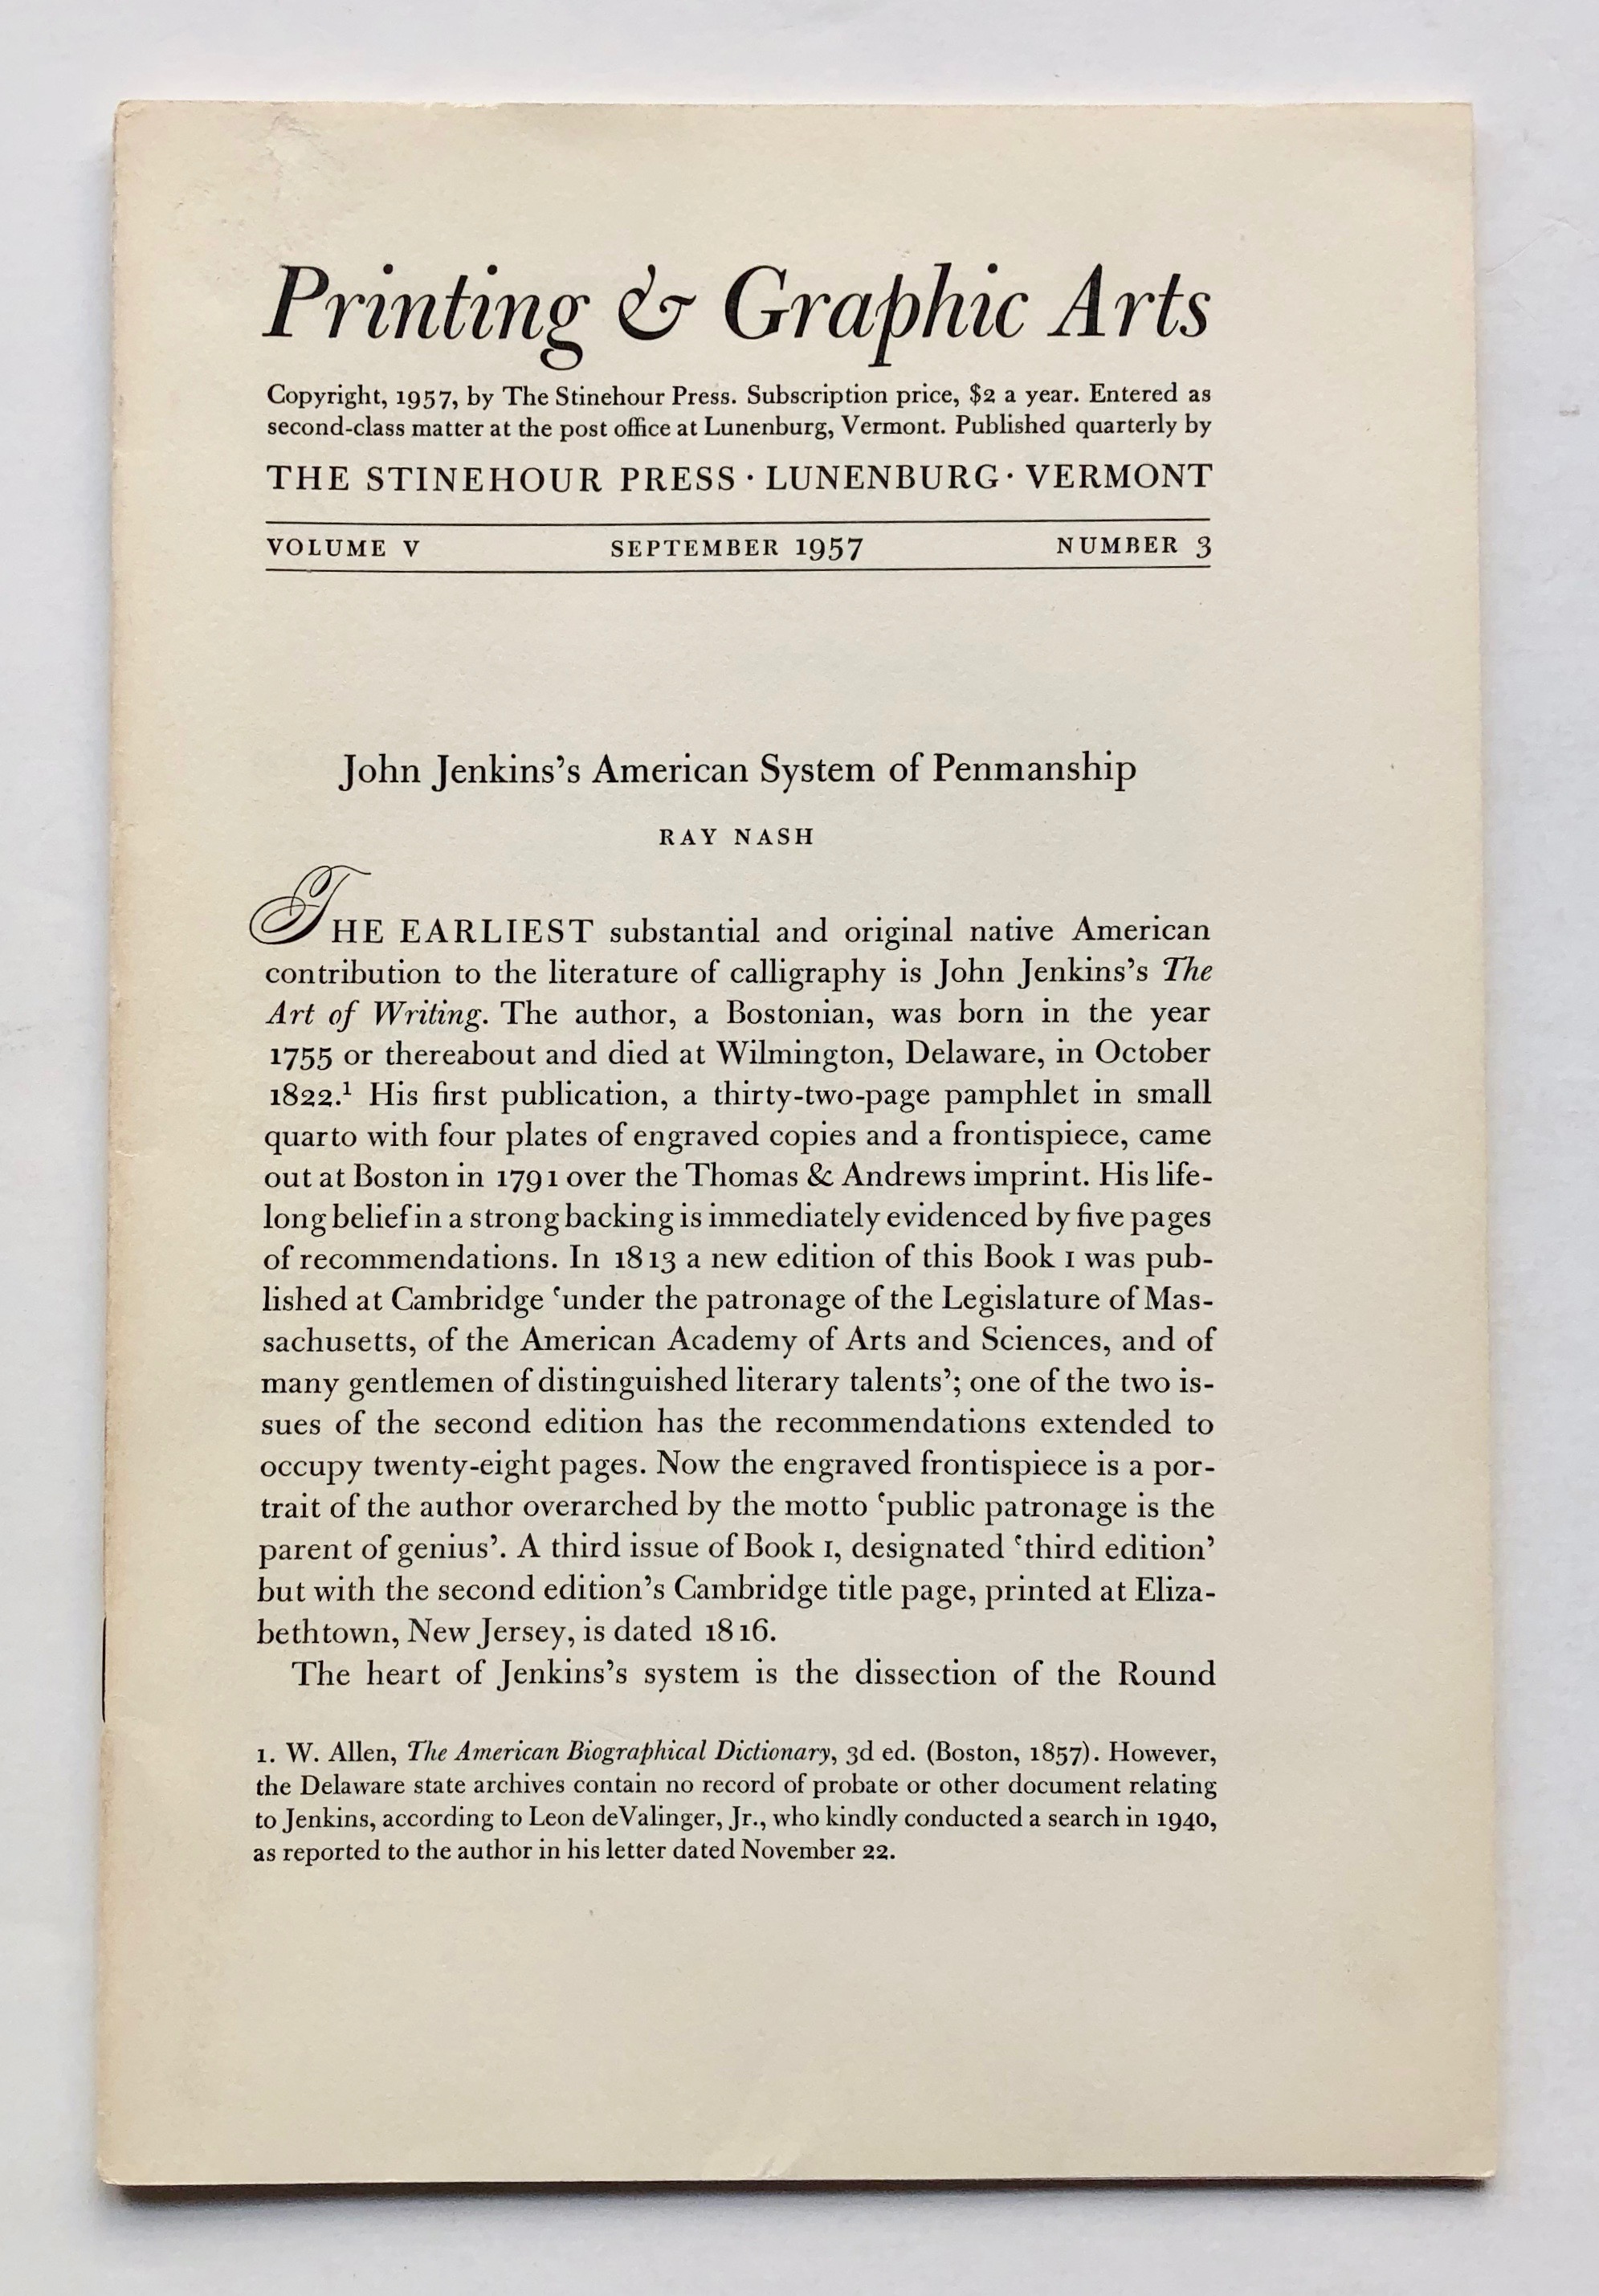 Printing & Graphic Arts
Copyright, 1957, by The Stinehour Press. Subscription price, $2 a year. Entered as
second-class matter at the post office at Lunenburg, Vermont. Published quarterly by
THE STINEHOUR PRESS · LUNENBURG · VERMONT
VOLUME V SEPTEMBER 1957 NUMBER 3
John Jenkins's American System of Penmanship
RAY NASH
THE EARLIEST substantial and original native American
contribution to the literature of calligraphy is John Jenkins's The
Art of Writing. The author, a Bostonian, was born in the year
1755 or thereabout and died at Wilmington, Delaware, in October
1822.¹ His first publication, a thirty-two-page pamphlet in small
quarto with four plates of engraved copies and a frontispiece, came
out at Boston in 1791 over the Thomas & Andrews imprint. His life-
long belief in a strong backing is immediately evidenced by five pages
of recommendations. In 1813 a new edition of this Book I was pub-
lished at Cambridge ‘under the patronage of the Legislature of Mas-
sachusetts, of the American Academy of Arts and Sciences, and of
many gentlemen of distinguished literary talents’; one of the two is-
sues of the second edition has the recommendations extended to
occupy twenty-eight pages. Now the engraved frontispiece is a por-
trait of the author overarched by the motto ‘public patronage is the
parent of genius’. A third issue of Book I, designated ‘third edition’
but with the second edition's Cambridge title page, printed at Eliza-
bethtown, New Jersey, is dated 1816.
The heart of Jenkins's system is the dissection of the Round
1. W. Allen, The American Biographical Dictionary, 3d ed. (Boston, 1857). However,
the Delaware state archives contain no record of probate or other document relating
to Jenkins, according to Leon deValinger, Jr., who kindly conducted a search in 1940,
as reported to the author in his letter dated November 22.